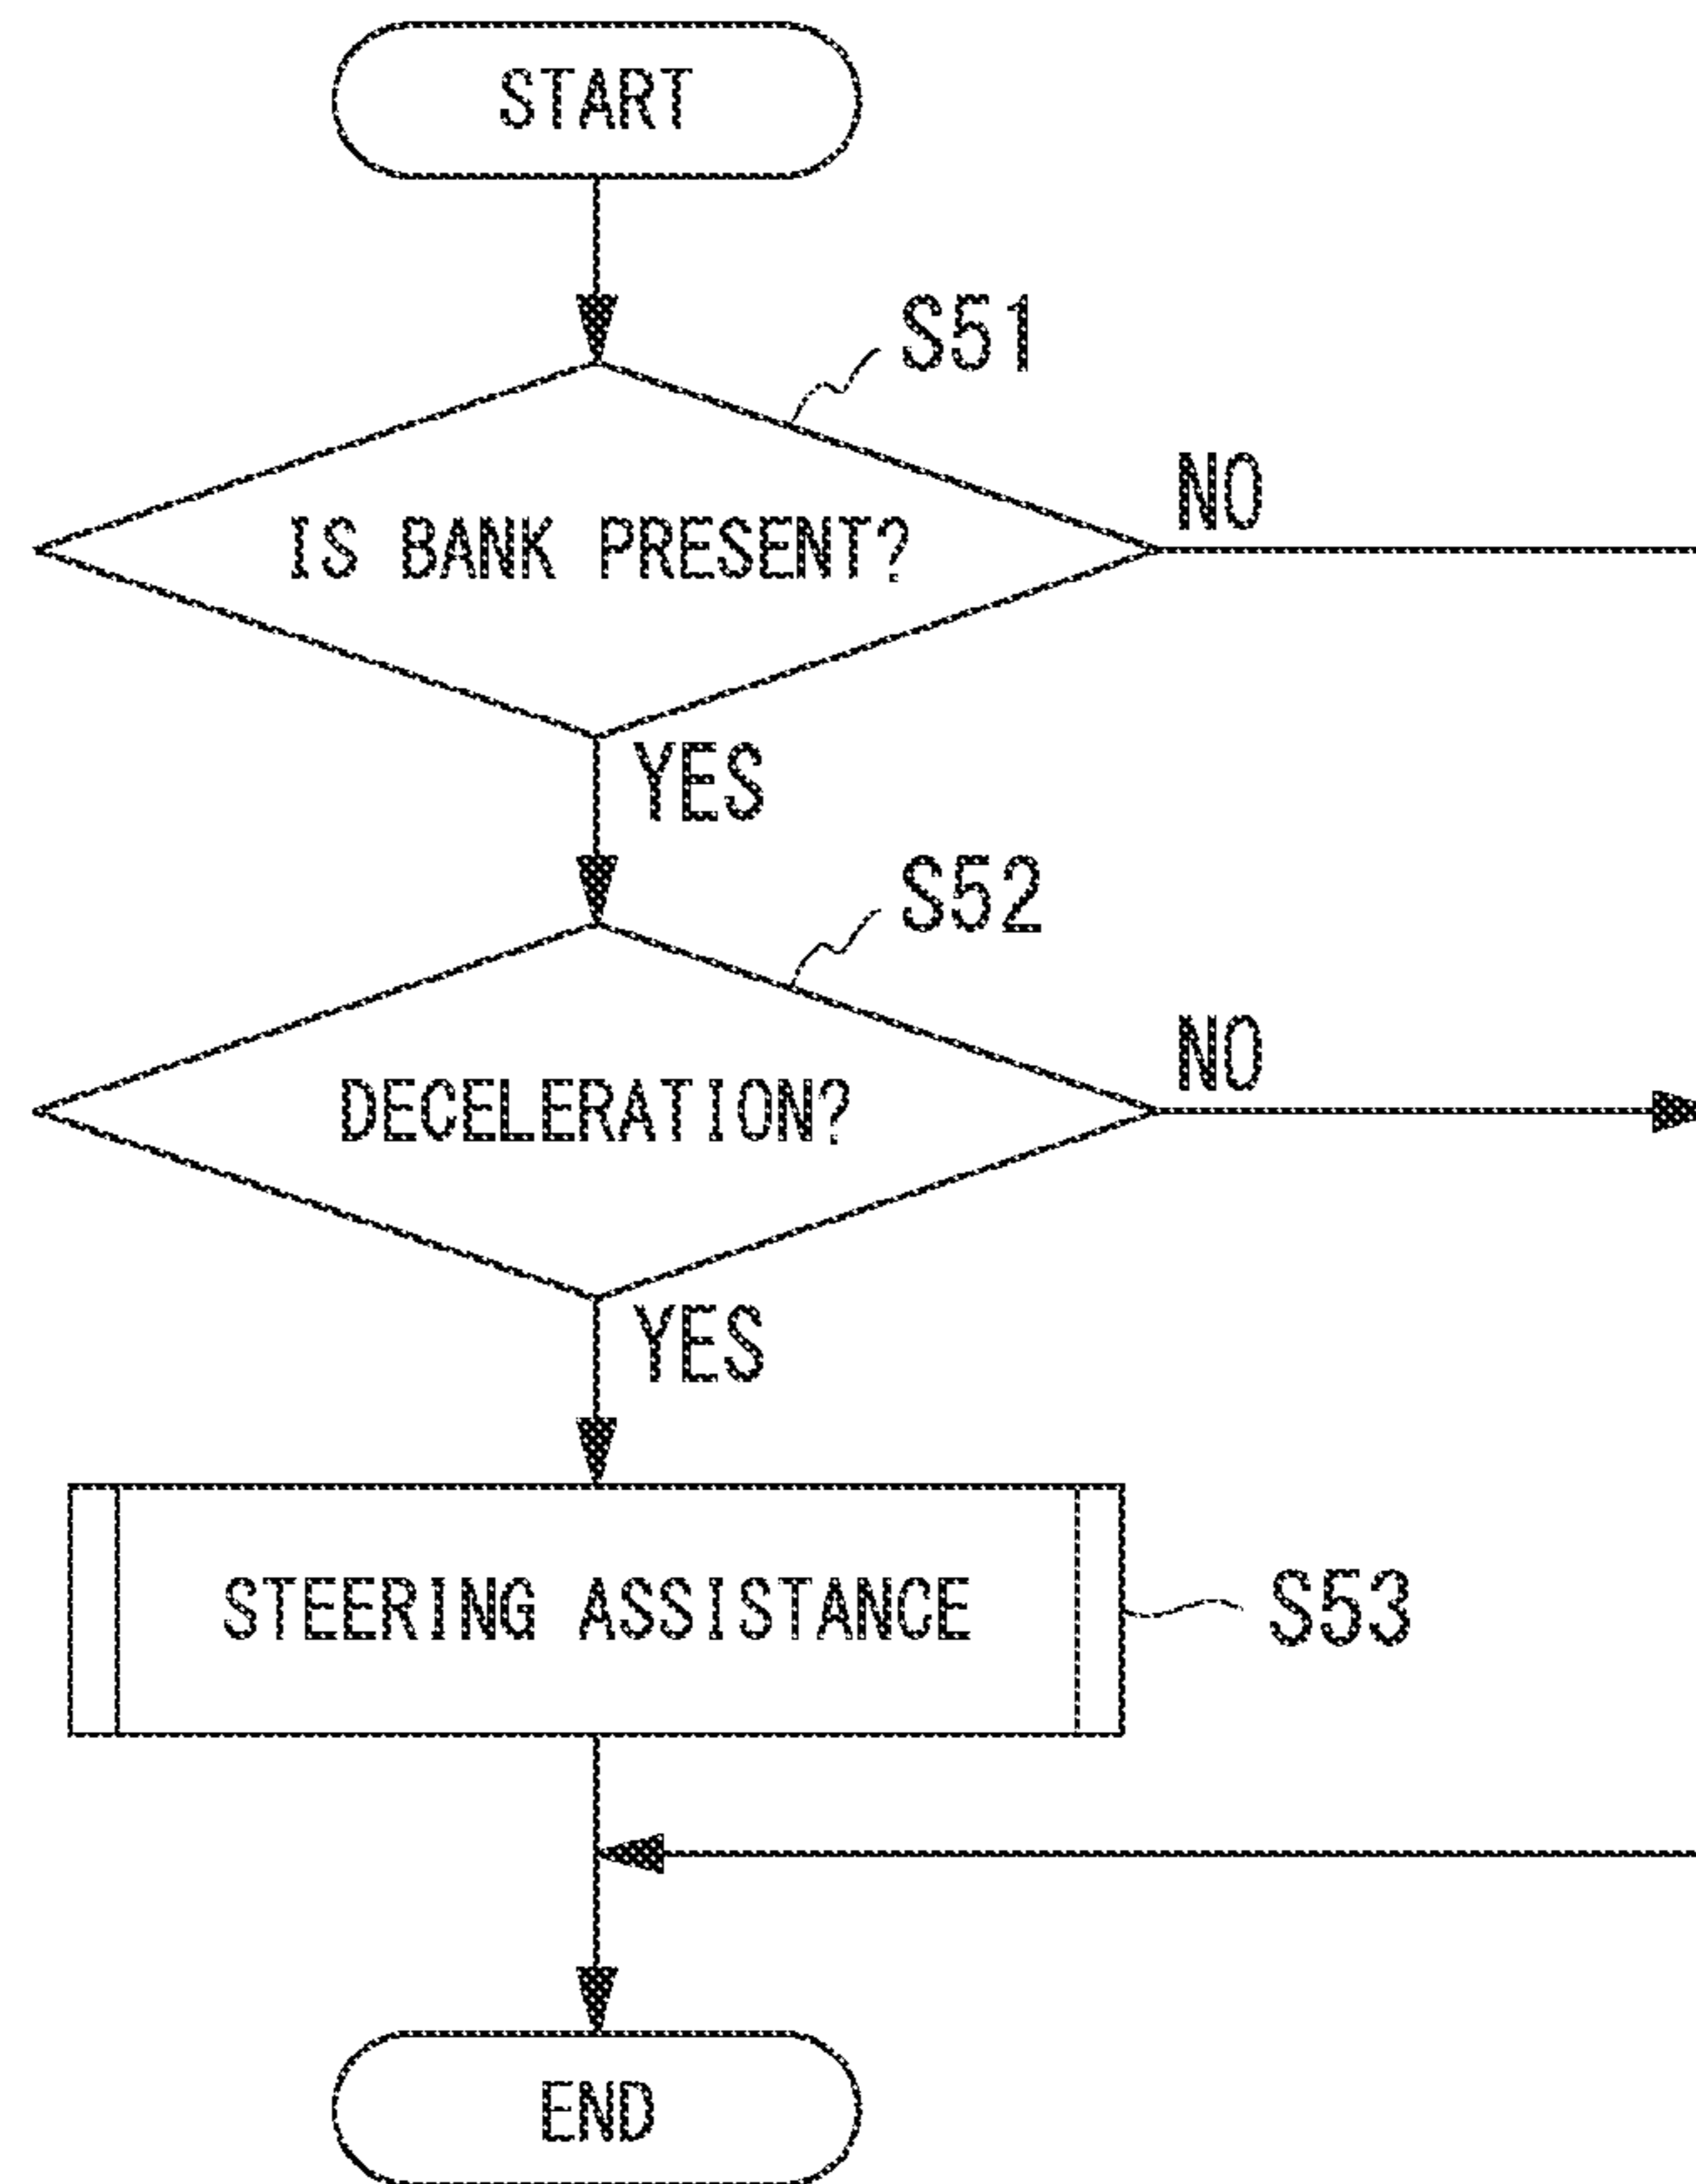 START
S51
IS BANK PRESENT?
NO
YES
S52
DECELERATION?
NO
YES
STEERING ASSISTANCE
S53
END